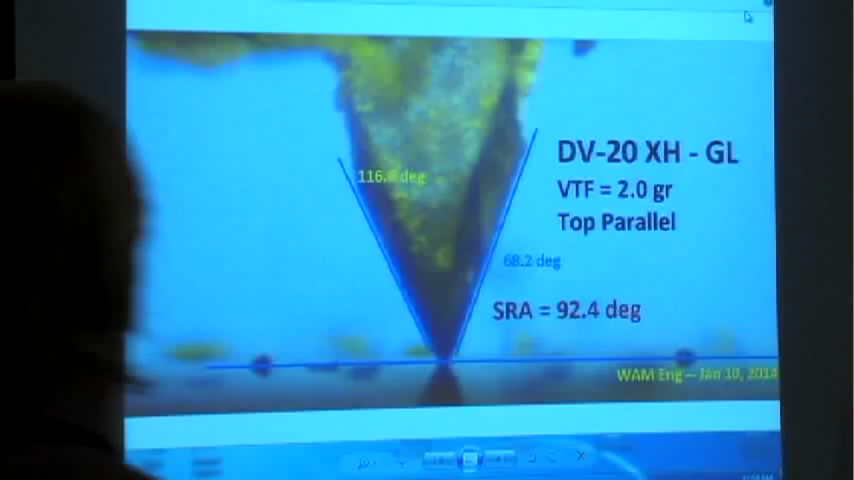 DV-20 XH - GL
116.6 deg
VTF = 2.0 gr
Top Parallel
68.2 deg
SRA = 92.4 deg
WAM Eng – Jan 10, 2014